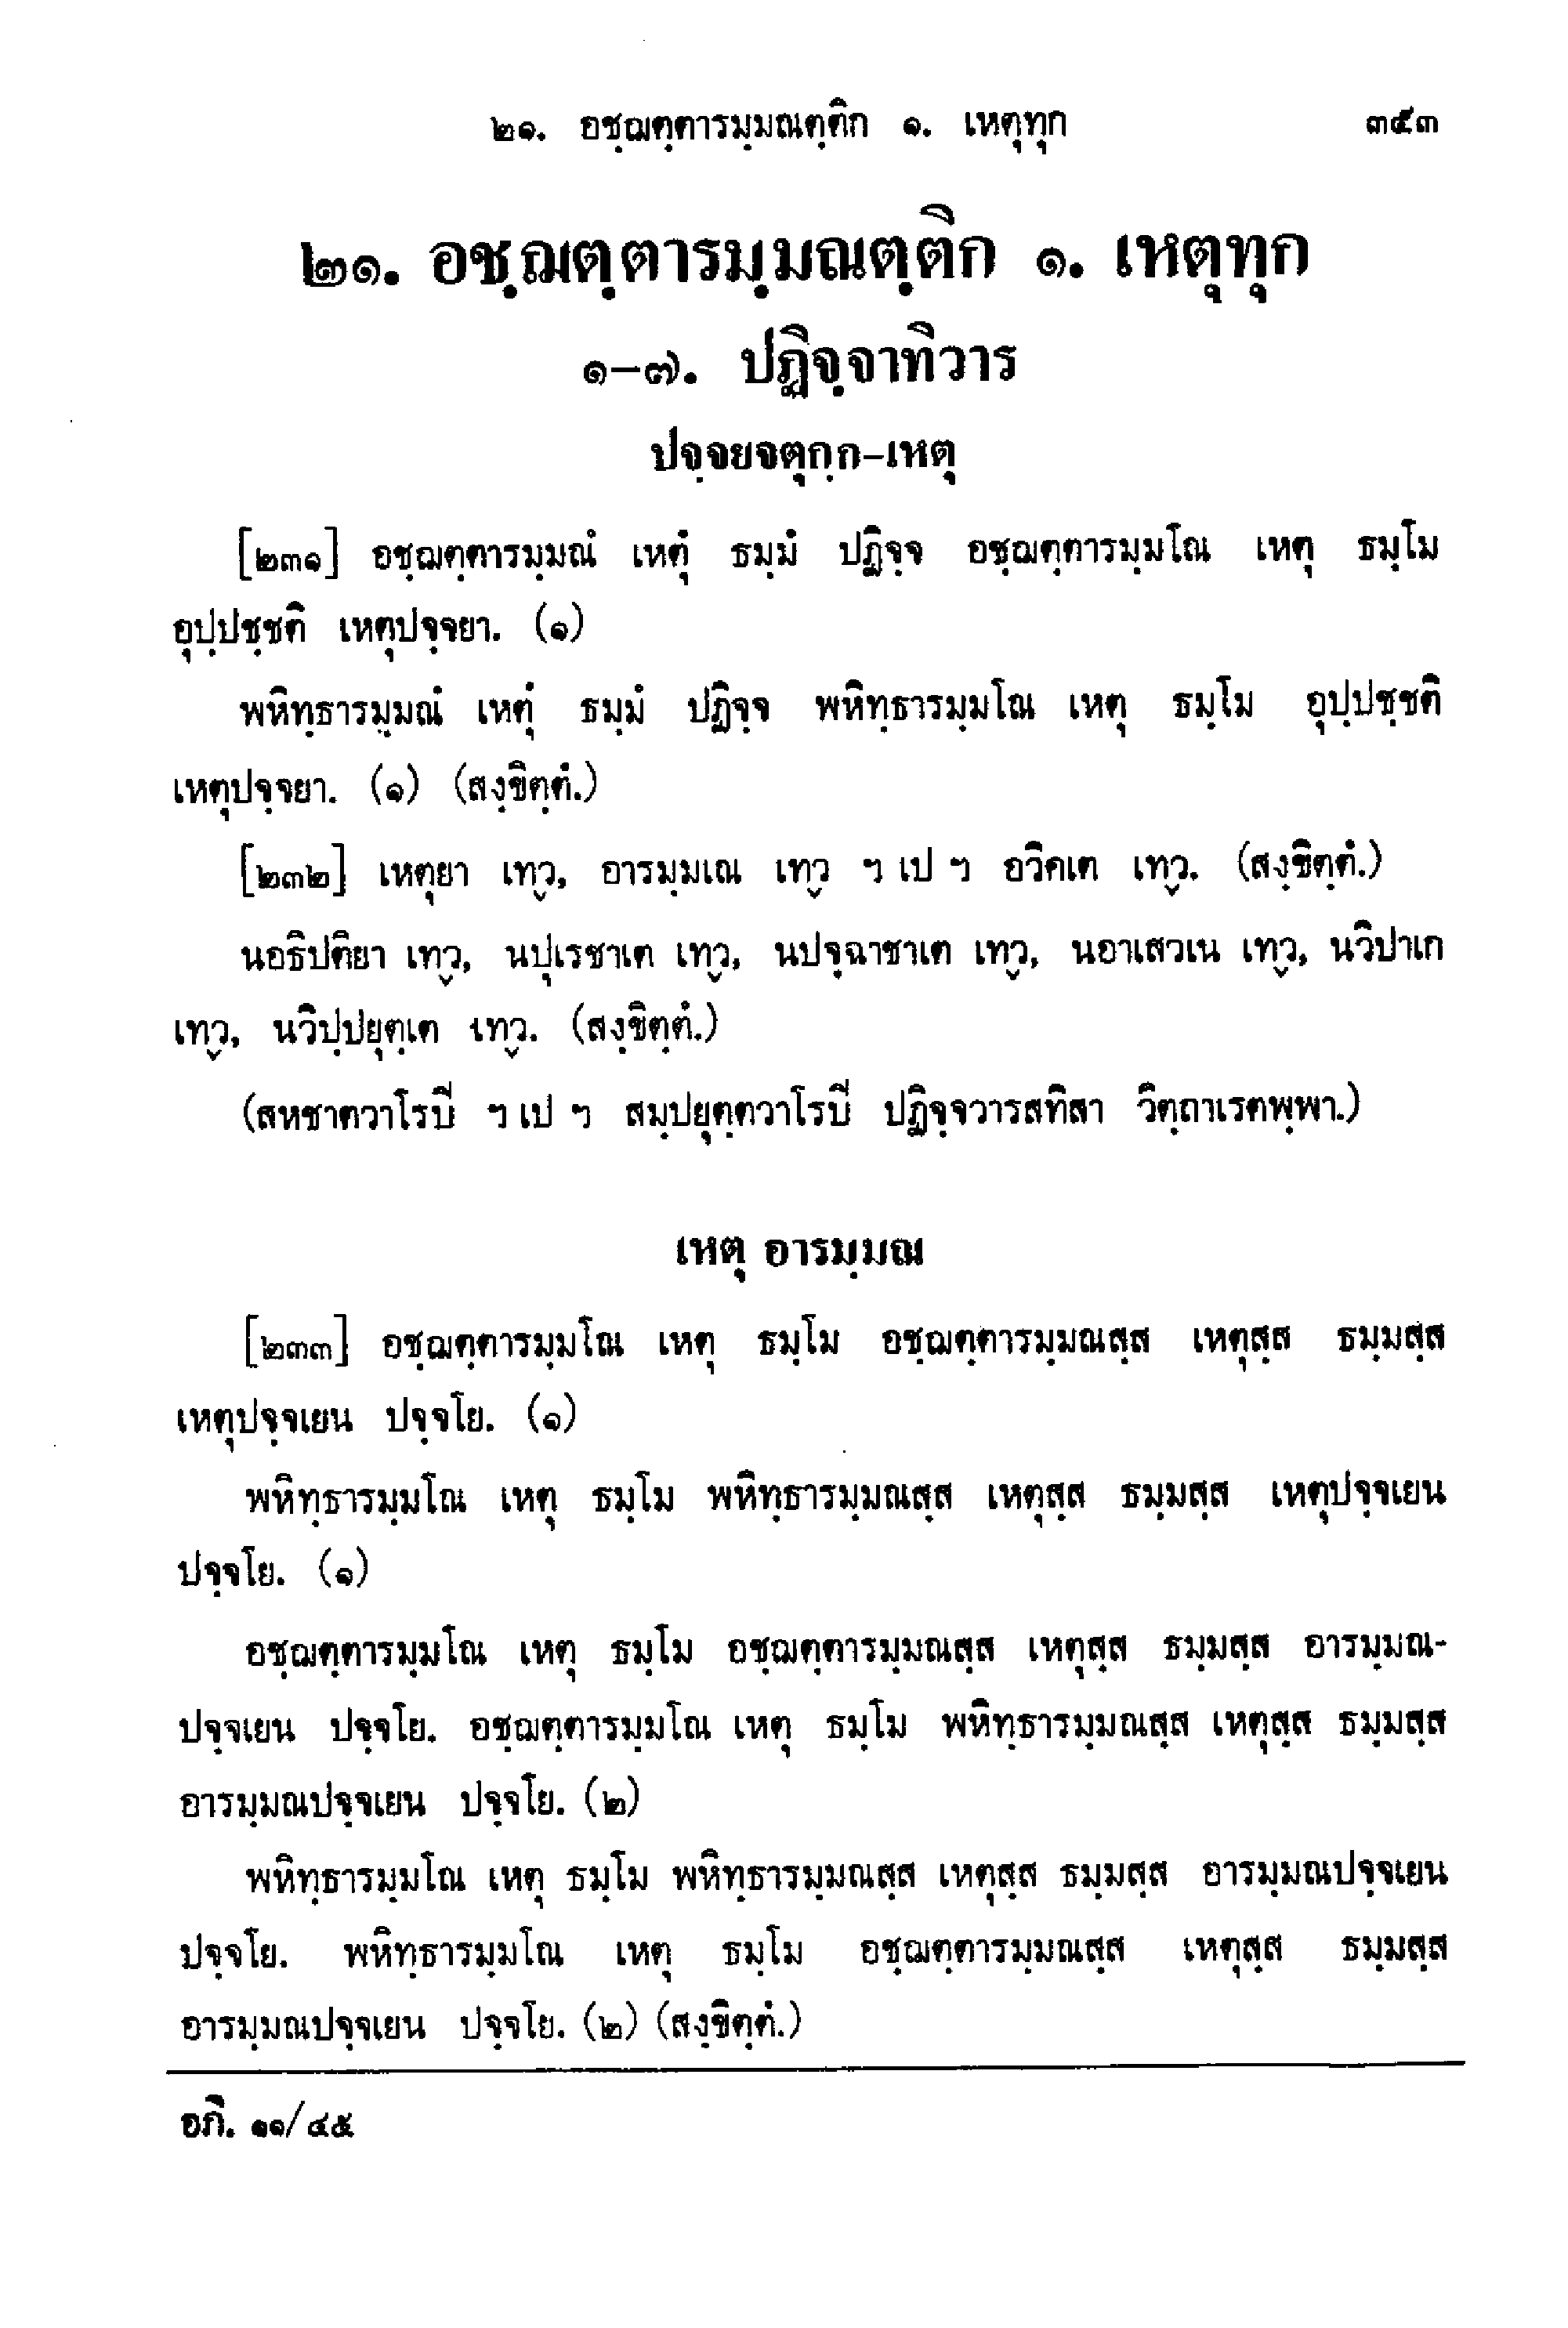 ๒๑. อชฺฌตฺตารมฺมณตฺติก ๑. เหตุทุก ๓๕๓
๒๑. อชฺฌตฺตารมฺมณตฺติก ๑. เหตุทุก
๑-๗. ปฏิจฺจาทิวาร
ปจฺจยจตุกฺก-เหตุ
[๒๓๑] อชฺฌตฺตารมฺมณํ เหตุํ ธมฺมํ ปฏิจฺจ อชฺฌตฺตารมฺมโณ เหตุ ธมฺโม
อุปฺปชฺชติ เหตุปจฺจยา. (๑)
พหิทฺธารมฺมณํ เหตุํ ธมฺมํ ปฏิจฺจ พหิทฺธารมฺมโณ เหตุ ธมฺโม อุปฺปชฺชติ
เหตุปจฺจยา. (๑) (สงฺขิตฺตํ.)
[๒๓๒] เหตุยา เทฺว, อารมฺมเณ เทฺว ฯ เป ฯ อวิคเต เทฺว. (สงฺขิตฺตํ.)
นอธิปติยา เทฺว, นปุเรชาเต เทฺว, นปจฺฉาชาเต เทฺว, นอาเสวเน เทฺว, นวิปาเก
เทฺว, นวิปฺปยุตฺเต เทฺว. (สงฺขิตฺตํ.)
(สหชาตวาโรปิ ฯ เป ฯ สมฺปยุตฺตวาโรปิ ปฏิจฺจวารสทิสา วิตฺถาเรตพฺพา.)
เหตุ อารมฺมณ
[๒๓๓] อชฺฌตฺตารมฺมโณ เหตุ ธมฺโม อชฺฌตฺตารมฺมณสฺส เหตุสฺส ธมฺมสฺส
เหตุปจฺจเยน ปจฺจโย. (๑)
พหิทฺธารมฺมโณ เหตุ ธมฺโม พหิทฺธารมฺมณสฺส เหตุสฺส ธมฺมสฺส เหตุปจฺจเยน
ปจฺจโย. (๑)
อชฺฌตฺตารมฺมโณ เหตุ ธมฺโม อชฺฌตฺตารมฺมณสฺส เหตุสฺส ธมฺมสฺส อารมฺมณ-
ปจฺจเยน ปจฺจโย. อชฺฌตฺตารมฺมโณ เหตุ ธมฺโม พหิทฺธารมฺมณสฺส เหตุสฺส ธมฺมสฺส
อารมฺมณปจฺจเยน ปจฺจโย. (๒)
พหิทฺธารมฺมโณ เหตุ ธมฺโม พหิทฺธารมฺมณสฺส เหตุสฺส ธมฺมสฺส อารมฺมณปจฺจเยน
ปจฺจโย. พหิทฺธารมฺมโณ เหตุ ธมฺโม อชฺฌตฺตารมฺมณสฺส เหตุสฺส ธมฺมสฺส
อารมฺมณปจฺจเยน ปจฺจโย. (๒) (สงฺขิตฺตํ.)
อภิ. ๑๑/๔๕